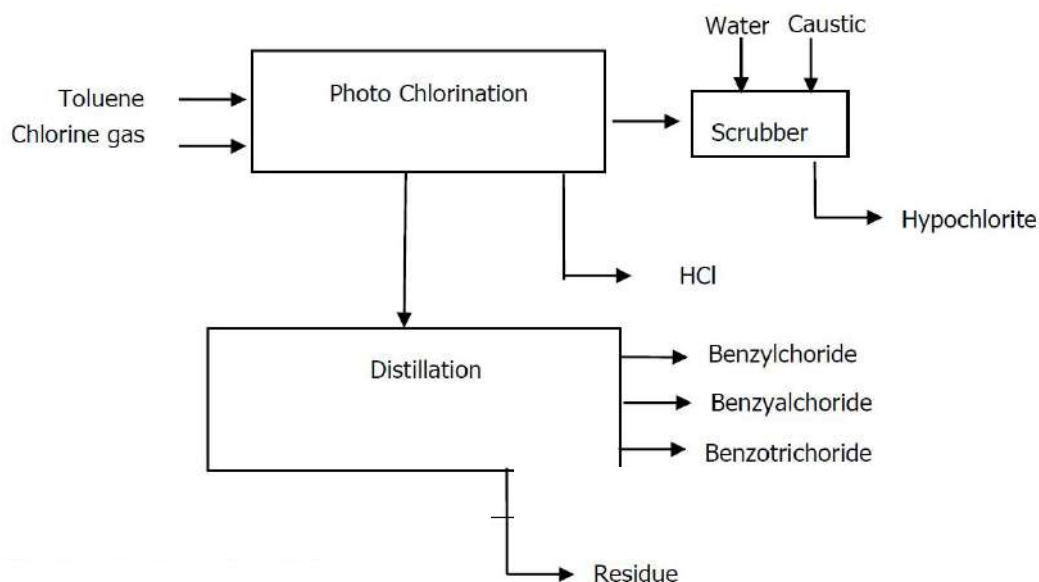 Water Caustic
Photo Chlorination
Toluene
Chlorine gas
Scrubber
Hypochlorite
HCl
Distillation
Benzylchoride
Benzyalchoride
Benzotrichoride
Residue